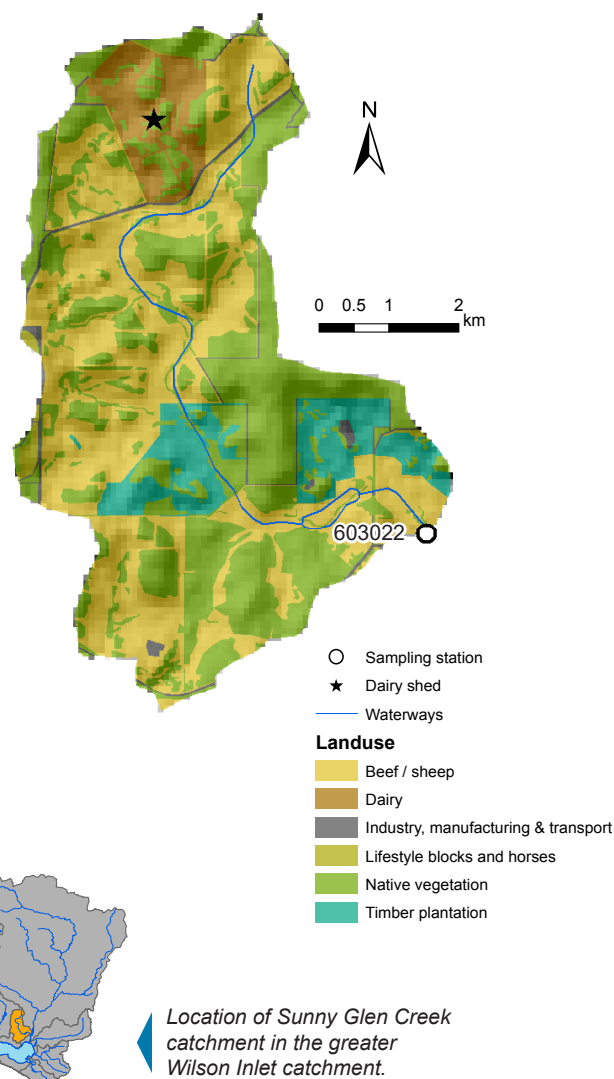 N
0 0.5 1 2
km
603022
Sampling station
Dairy shed
Waterways
Landuse
Beef / sheep
Dairy
Industry, manufacturing & transport
Lifestyle blocks and horses
Native vegetation
Timber plantation
Location of Sunny Glen Creek
catchment in the greater
Wilson Inlet catchment.